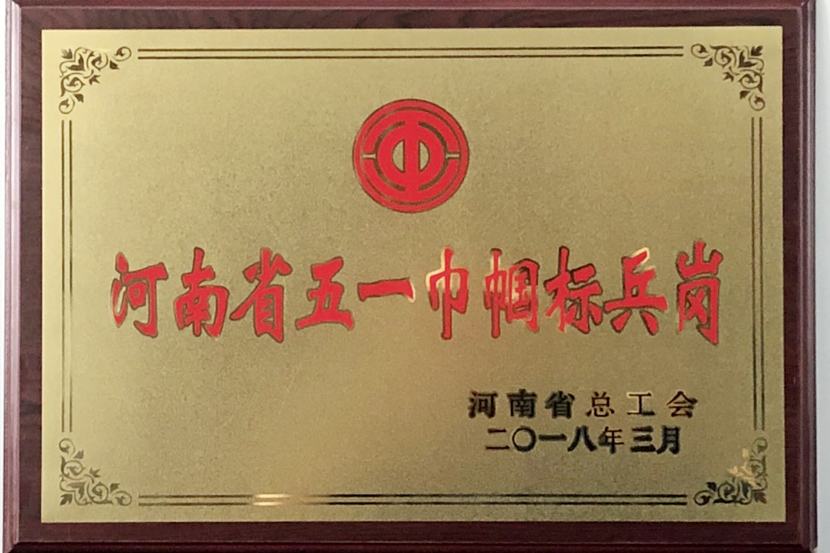 河南省五一巾帼标兵岗
河南省总工会
二〇一八年三月